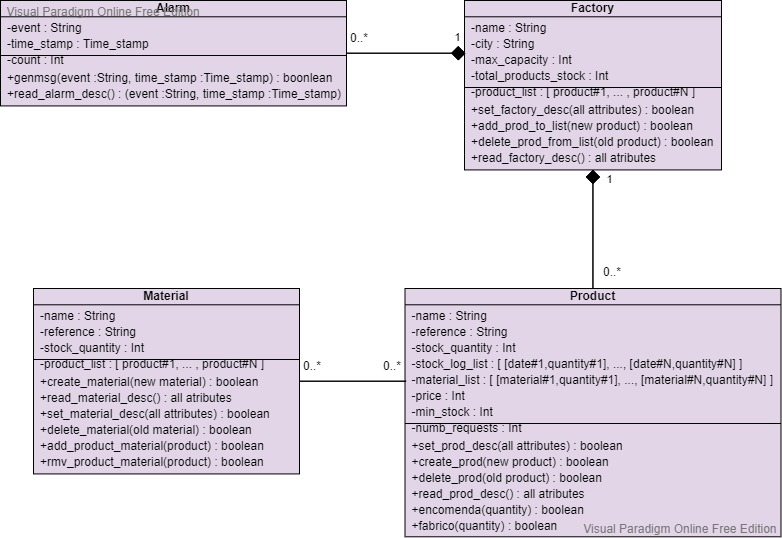 Visual Paradigm Online Free Edition
Alarm
-event : String
-time_stamp : Time_stamp
-count : Int
+genmsg(event :String, time_stamp :Time_stamp) : boonlean
+read_alarm_desc() : (event :String, time_stamp :Time_stamp)
0..*
1
Factory
-name : String
-city : String
-max_capacity : Int
-total_products_stock : Int
-product_list : [ product#1, ... , product#N ]
+set_factory_desc(all attributes) : boolean
+add_prod_to_list(new product) : boolean
+delete_prod_from_list(old product) : boolean
+read_factory_desc() : all atributes
1
0..*
Material
-name : String
-reference : String
-stock_quantity : Int
-product_list : [ product#1, ... , product#N ]
+create_material(new material) : boolean
+read_material_desc() : all atributes
+set_material_desc(all attributes) : boolean
+delete_material(old material) : boolean
+add_product_material(product) : boolean
+rmv_product_material(product) : boolean
0..*
0..*
Product
-name : String
-reference : String
-stock_quantity : Int
-stock_log_list : [ [date#1,quantity#1], ..., [date#N,quantity#N] ]
-material_list : [ [material#1,quantity#1], ..., [material#N,quantity#N] ]
-price : Int
-min_stock : Int
-numb_requests : Int
+set_prod_desc(all atributes) : boolean
+create_prod(new product) : boolean
+delete_prod(old product) : boolean
+read_prod_desc() : all atributes
+encomenda(quantity) : boolean
+fabrico(quantity) : boolean
Visual Paradigm Online Free Edition